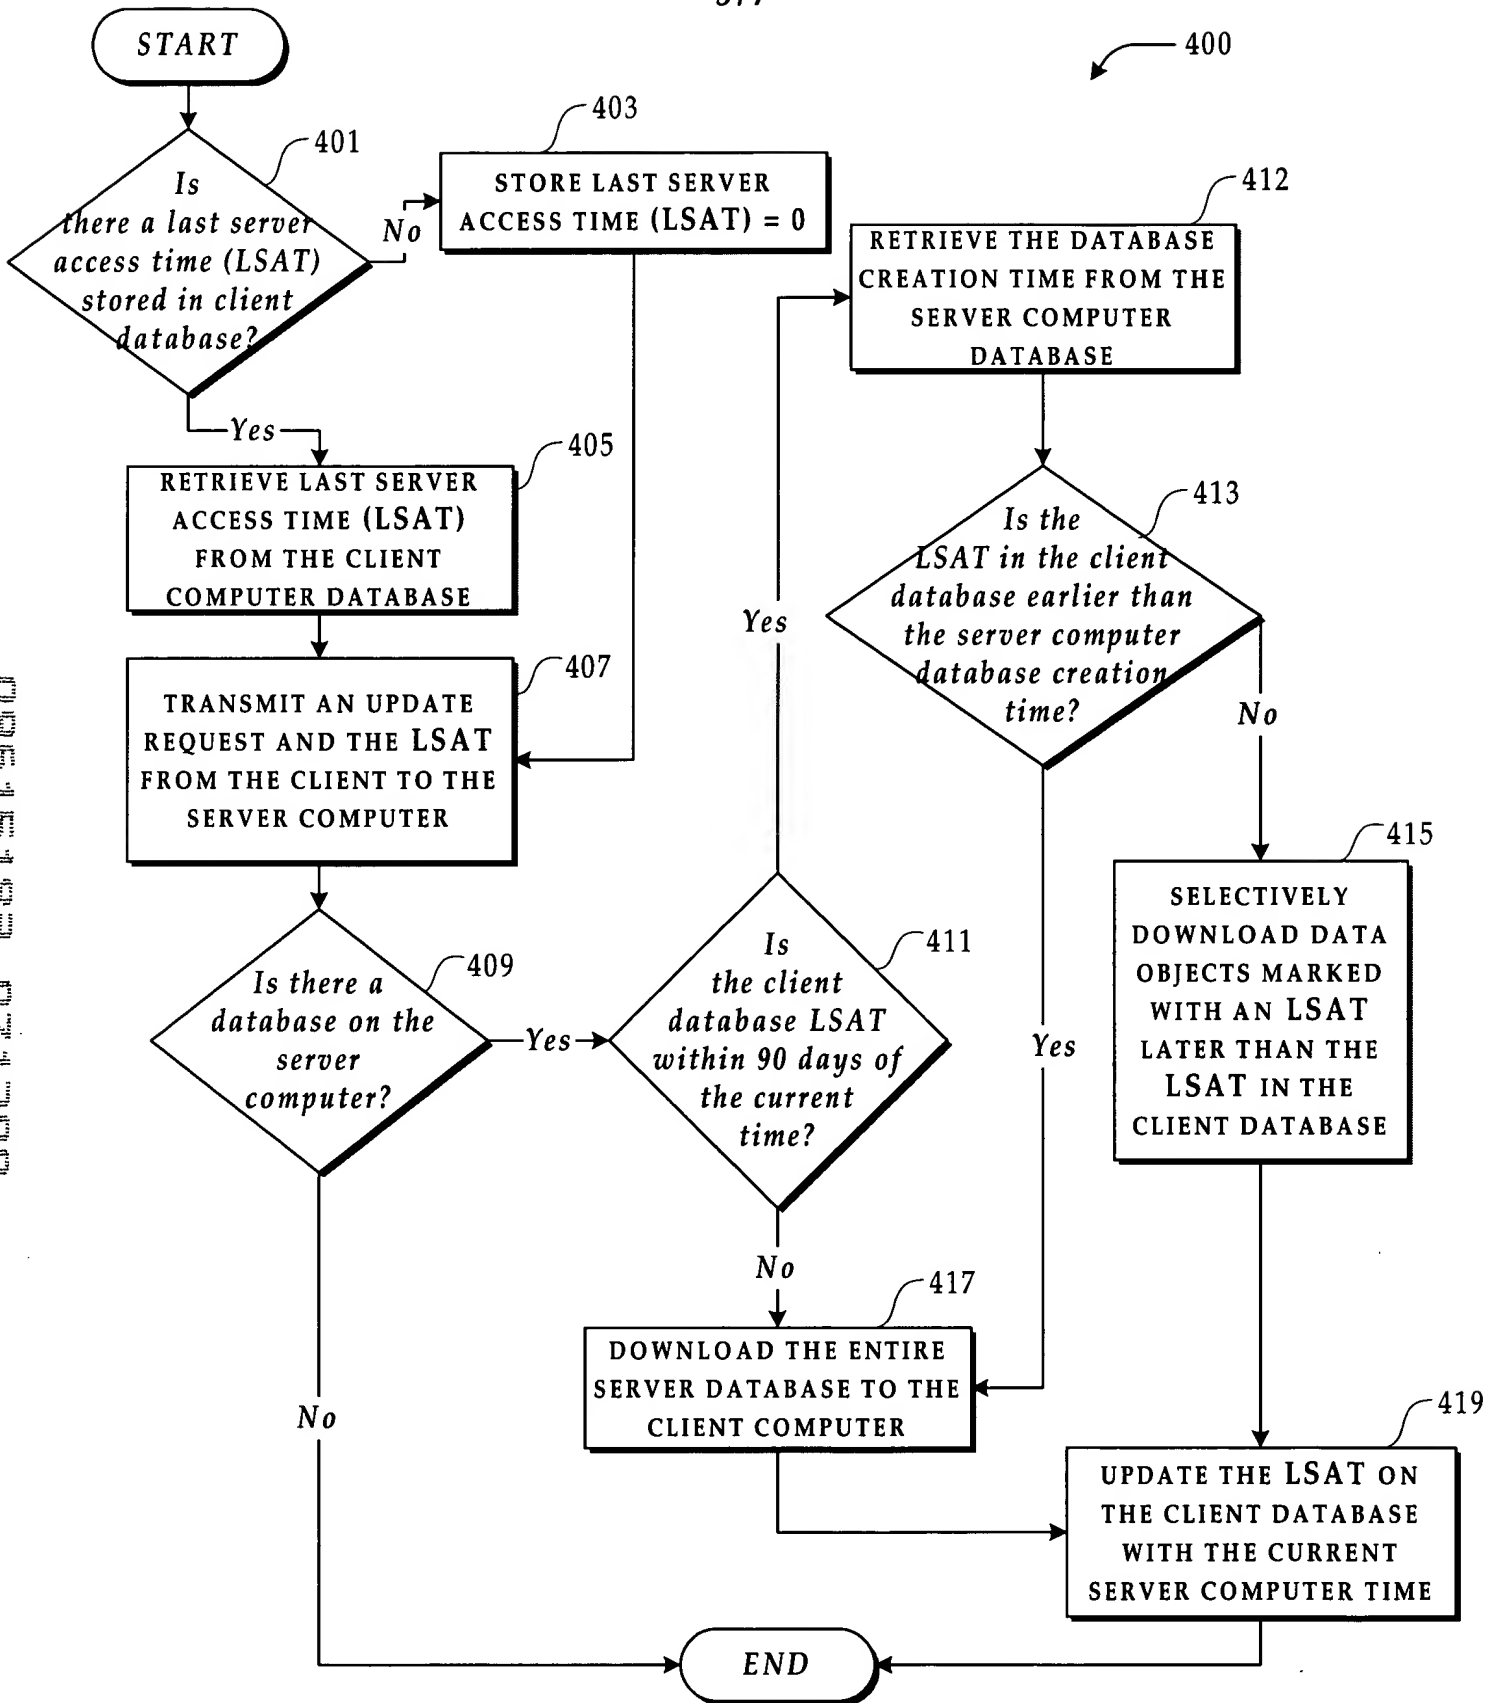 START
400
401
Is
there a last server
access time (LSAT)
stored in client
database?
No
403
STORE LAST SERVER
ACCESS TIME (LSAT) = 0
Yes
405
RETRIEVE LAST SERVER
ACCESS TIME (LSAT)
FROM THE CLIENT
COMPUTER DATABASE
407
TRANSMIT AN UPDATE
REQUEST AND THE LSAT
FROM THE CLIENT TO THE
SERVER COMPUTER
409
Is there a
database on the
server
computer?
Yes
No
411
Is
the client
database LSAT
within 90 days of
the current
time?
Yes
No
412
RETRIEVE THE DATABASE
CREATION TIME FROM THE
SERVER COMPUTER
DATABASE
413
Is the
LSAT in the client
database earlier than
the server computer
database creation
time?
No
Yes
415
SELECTIVELY
DOWNLOAD DATA
OBJECTS MARKED
WITH AN LSAT
LATER THAN THE
LSAT IN THE
CLIENT DATABASE
417
DOWNLOAD THE ENTIRE
SERVER DATABASE TO THE
CLIENT COMPUTER
419
UPDATE THE LSAT ON
THE CLIENT DATABASE
WITH THE CURRENT
SERVER COMPUTER TIME
END